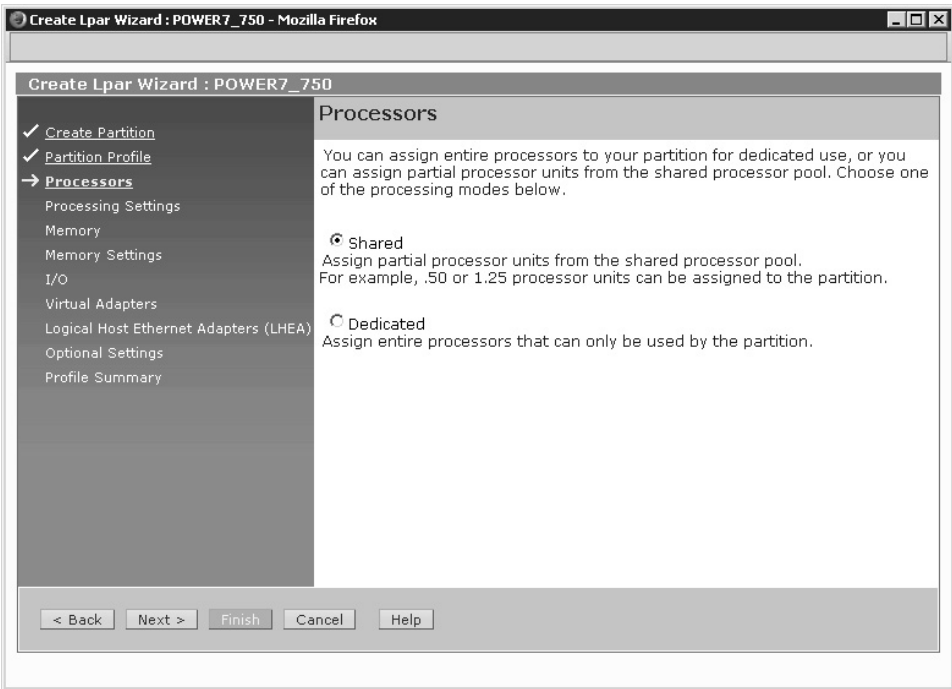 Create Lpar Wizard : POWER7_750 - Mozilla Firefox
Create Lpar Wizard : POWER7_750
Create Partition
Partition Profile
Processors
Processing Settings
Memory
Memory Settings
I/O
Virtual Adapters
Logical Host Ethernet Adapters (LHEA)
Optional Settings
Profile Summary
Processors
You can assign entire processors to your partition for dedicated use, or you
can assign partial processor units from the shared processor pool. Choose one
of the processing modes below.
Shared
Assign partial processor units from the shared processor pool.
For example, .50 or 1.25 processor units can be assigned to the partition.
Dedicated
Assign entire processors that can only be used by the partition.
< Back Next > Finish Cancel Help